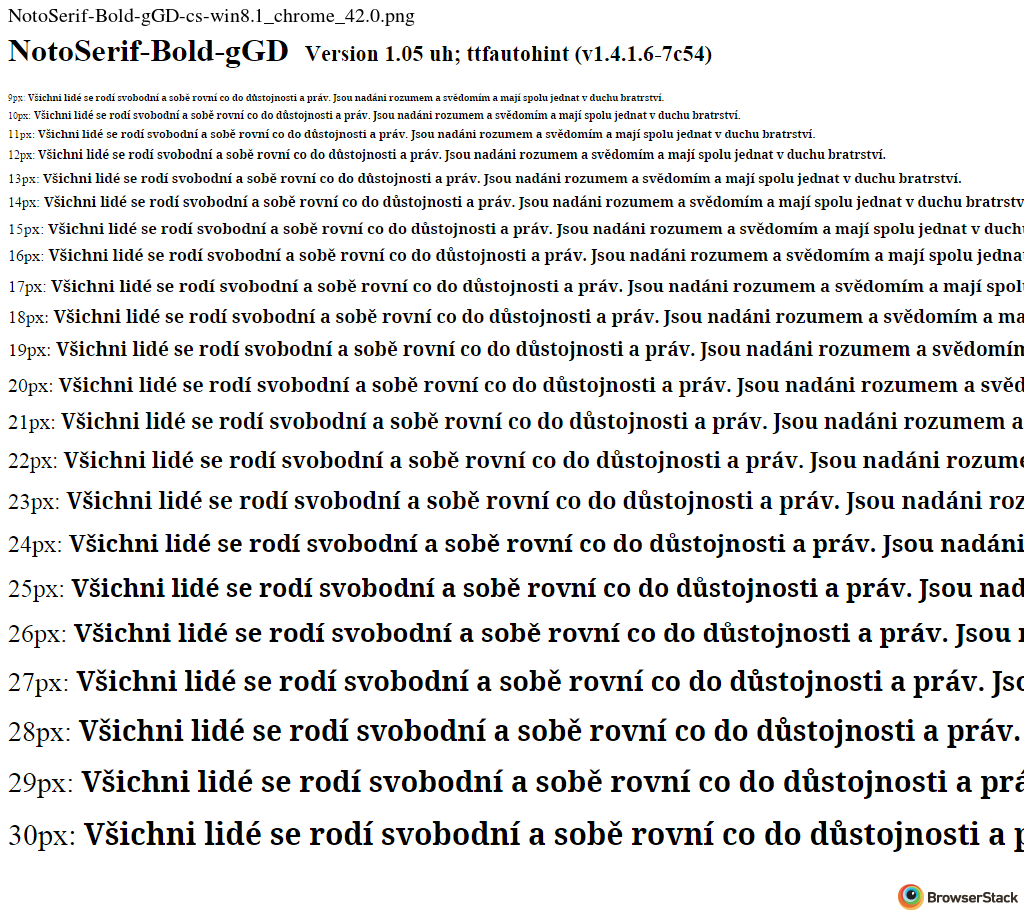 NotoSerif-Bold-gGD-cs-win8.1_chrome_42.0.png
NotoSerif-Bold-gGD Version 1.05 uh; ttfautohint (v1.4.1.6-7c54)
9px: Všichni lidé se rodí svobodní a sobě rovní co do důstojnosti a práv. Jsou nadáni rozumem a svědomím a mají spolu jednat v duchu bratrství.
10px: Všichni lidé se rodí svobodní a sobě rovní co do důstojnosti a práv. Jsou nadáni rozumem a svědomím a mají spolu jednat v duchu bratrství.
11px: Všichni lidé se rodí svobodní a sobě rovní co do důstojnosti a práv. Jsou nadáni rozumem a svědomím a mají spolu jednat v duchu bratrství.
12px: Všichni lidé se rodí svobodní a sobě rovní co do důstojnosti a práv. Jsou nadáni rozumem a svědomím a mají spolu jednat v duchu bratrství.
13px: Všichni lidé se rodí svobodní a sobě rovní co do důstojnosti a práv. Jsou nadáni rozumem a svědomím a mají spolu jednat v duchu bratrství.
14px: Všichni lidé se rodí svobodní a sobě rovní co do důstojnosti a práv. Jsou nadáni rozumem a svědomím a mají spolu jednat v duchu bratrstv
15px: Všichni lidé se rodí svobodní a sobě rovní co do důstojnosti a práv. Jsou nadáni rozumem a svědomím a mají spolu jednat v duch
16px: Všichni lidé se rodí svobodní a sobě rovní co do důstojnosti a práv. Jsou nadáni rozumem a svědomím a mají spolu jedna
17px: Všichni lidé se rodí svobodní a sobě rovní co do důstojnosti a práv. Jsou nadáni rozumem a svědomím a mají spol
18px: Všichni lidé se rodí svobodní a sobě rovní co do důstojnosti a práv. Jsou nadáni rozumem a svědomím a ma
19px: Všichni lidé se rodí svobodní a sobě rovní co do důstojnosti a práv. Jsou nadáni rozumem a svědomím
20px: Všichni lidé se rodí svobodní a sobě rovní co do důstojnosti a práv. Jsou nadáni rozumem a svěd
21px: Všichni lidé se rodí svobodní a sobě rovní co do důstojnosti a práv. Jsou nadáni rozumem a
22px: Všichni lidé se rodí svobodní a sobě rovní co do důstojnosti a práv. Jsou nadáni rozume
23px: Všichni lidé se rodí svobodní a sobě rovní co do důstojnosti a práv. Jsou nadáni roz
24px: Všichni lidé se rodí svobodní a sobě rovní co do důstojnosti a práv. Jsou nadáni
25px: Všichni lidé se rodí svobodní a sobě rovní co do důstojnosti a práv. Jsou nad
26px: Všichni lidé se rodí svobodní a sobě rovní co do důstojnosti a práv. Jsou
27px: Všichni lidé se rodí svobodní a sobě rovní co do důstojnosti a práv. Jso
28px: Všichni lidé se rodí svobodní a sobě rovní co do důstojnosti a práv.
29px: Všichni lidé se rodí svobodní a sobě rovní co do důstojnosti a prá
30px: Všichni lidé se rodí svobodní a sobě rovní co do důstojnosti a p
BrowserStack